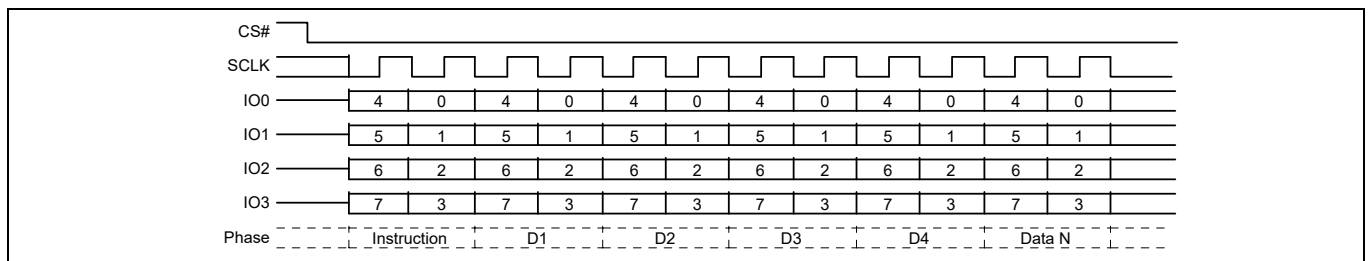 CS#
SCLK
IO0 4 0 4 0 4 0 4 0 4 0 4 0
IO1 5 1 5 1 5 1 5 1 5 1 5 1
IO2 6 2 6 2 6 2 6 2 6 2 6 2
IO3 7 3 7 3 7 3 7 3 7 3 7 3
Phase Instruction D1 D2 D3 D4 Data N